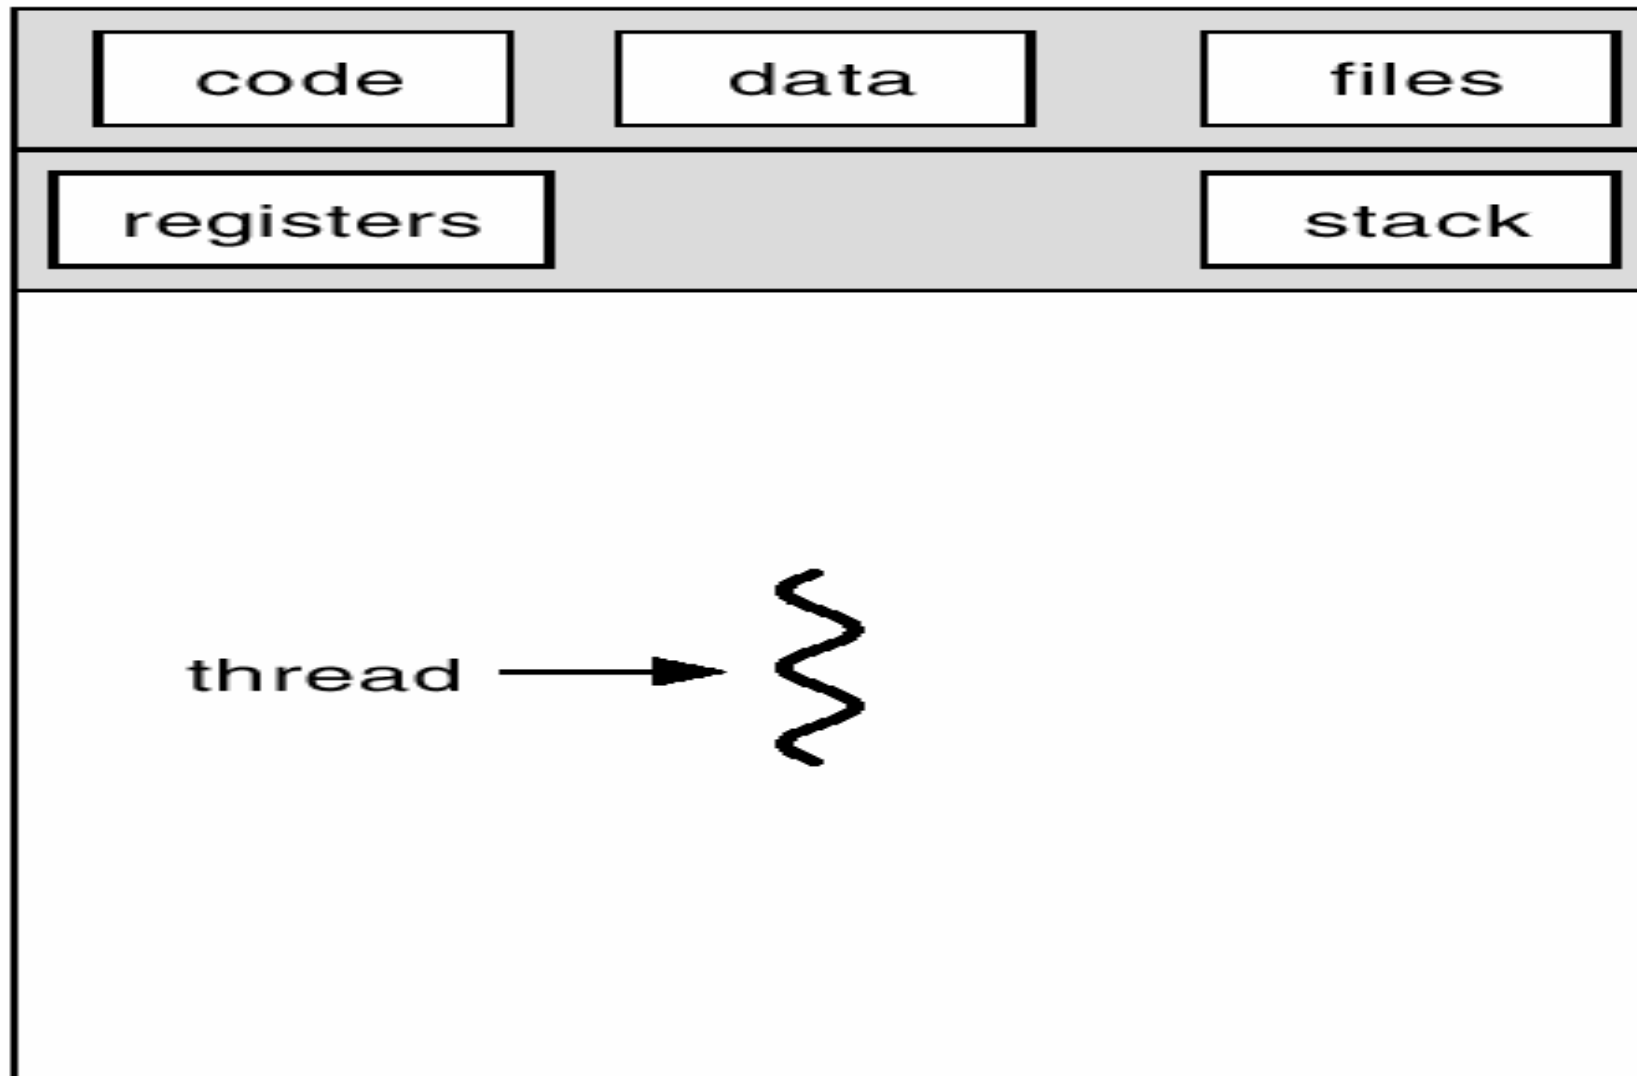 code data files
registers stack
thread